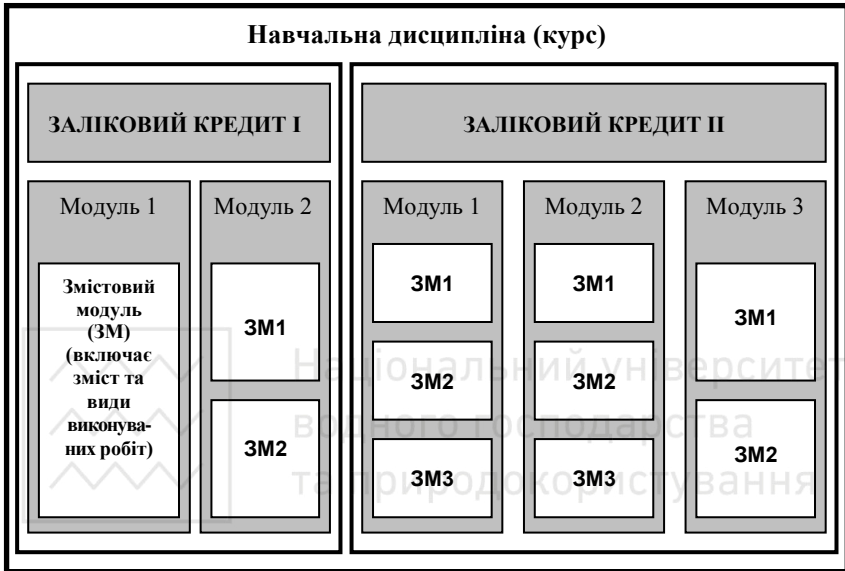 Навчальна дисципліна (курс)
ЗАЛІКОВИЙ КРЕДИТ І
ЗАЛІКОВИЙ КРЕДИТ ІІ
Модуль 1
Модуль 2
Модуль 1
Модуль 2
Модуль 3
Змістовий
модуль
(ЗМ)
(включає
зміст та
види
виконува-
них робіт)
ЗМ1
ЗМ2
ЗМ1
ЗМ2
ЗМ3
ЗМ1
ЗМ2
ЗМ3
ЗМ1
ЗМ2
Національний університет
водного господарства
та природокористування